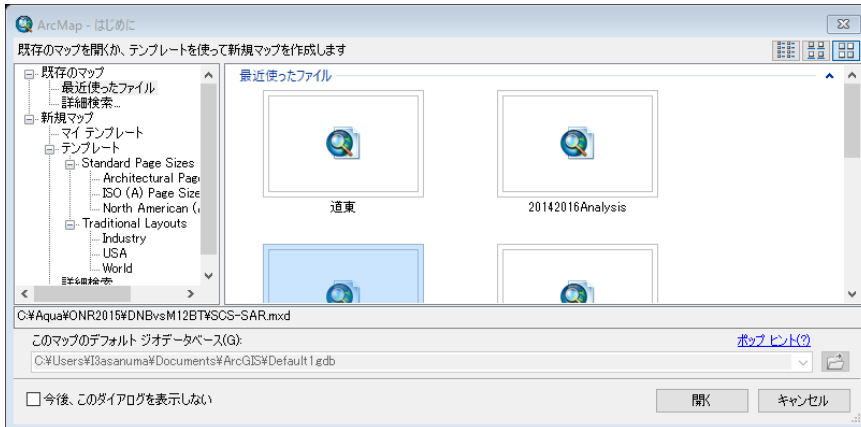 ArcMap - はじめに
既存のマップを開くか、テンプレートを使って新規マップを作成します
既存のマップ
最近使ったファイル
詳細検索...
新規マップ
マイ テンプレート
テンプレート
Standard Page Sizes
Architectural Page
ISO (A) Page Size
North American (
Traditional Layouts
Industry
USA
World
詳細検索
最近使ったファイル
道東
20142016Analysis
C:¥Aqua¥ONR2015¥DNBvsM12BT¥SCS-SAR.mxd
このマップのデフォルト ジオデータベース(G):
ポップ ヒント(?)
C:¥Users¥I3asanuma¥Documents¥ArcGIS¥Default1.gdb
今後、このダイアログを表示しない
開く
キャンセル